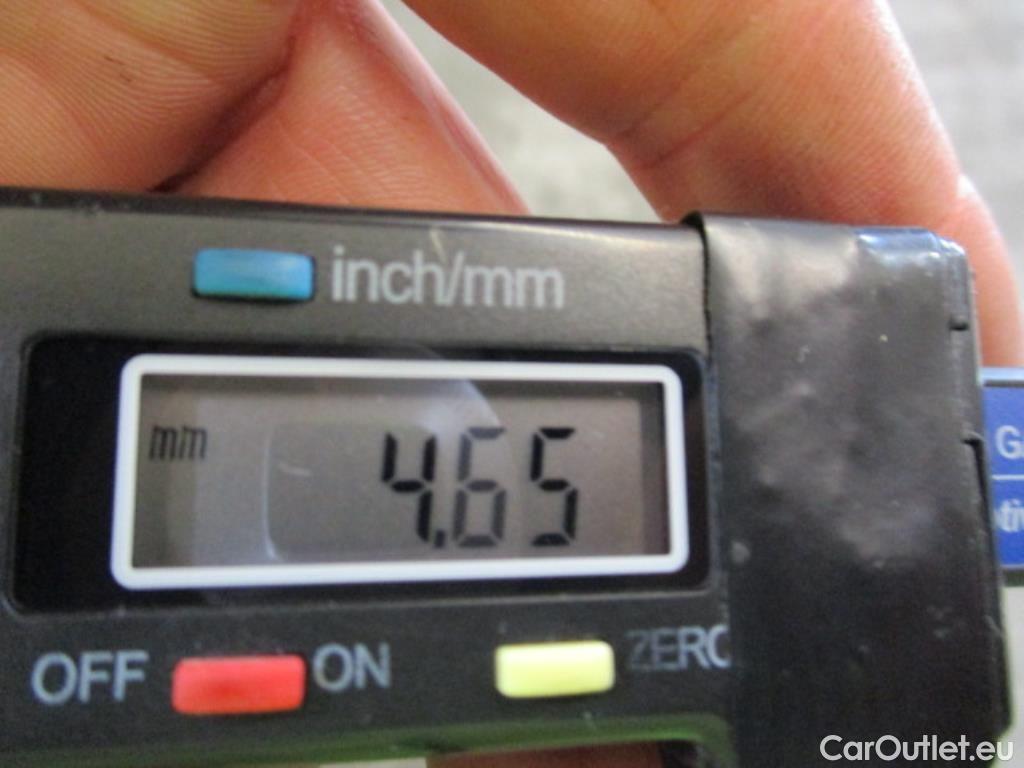 inch/mm
mm 4.65
OFF ON ZERO
CarOutlet.eu